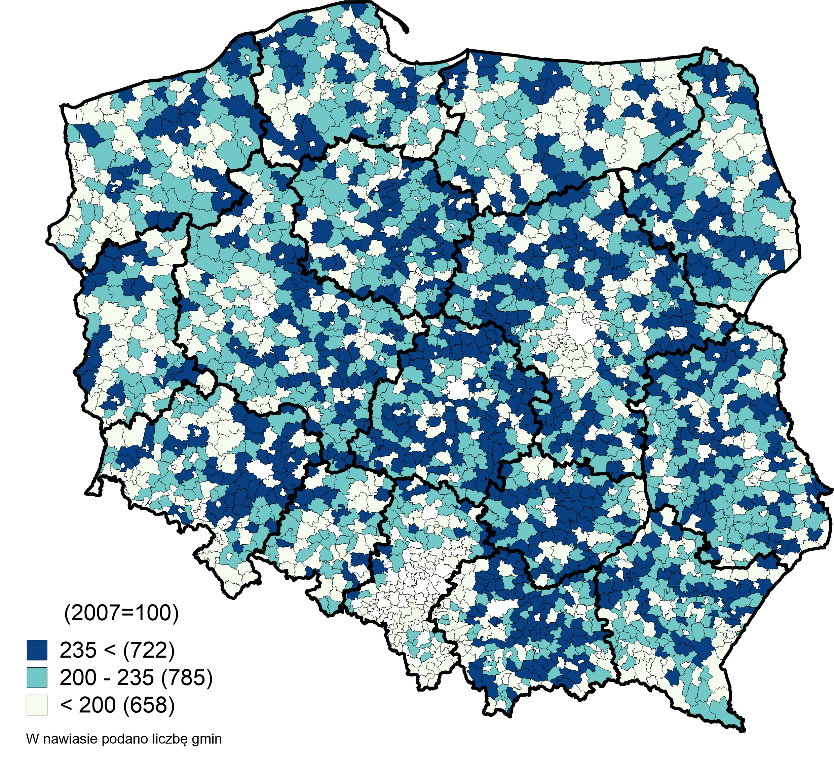 (2007=100)
235 < (722)
200 - 235 (785)
< 200 (658)
W nawiasie podano liczbę gmin